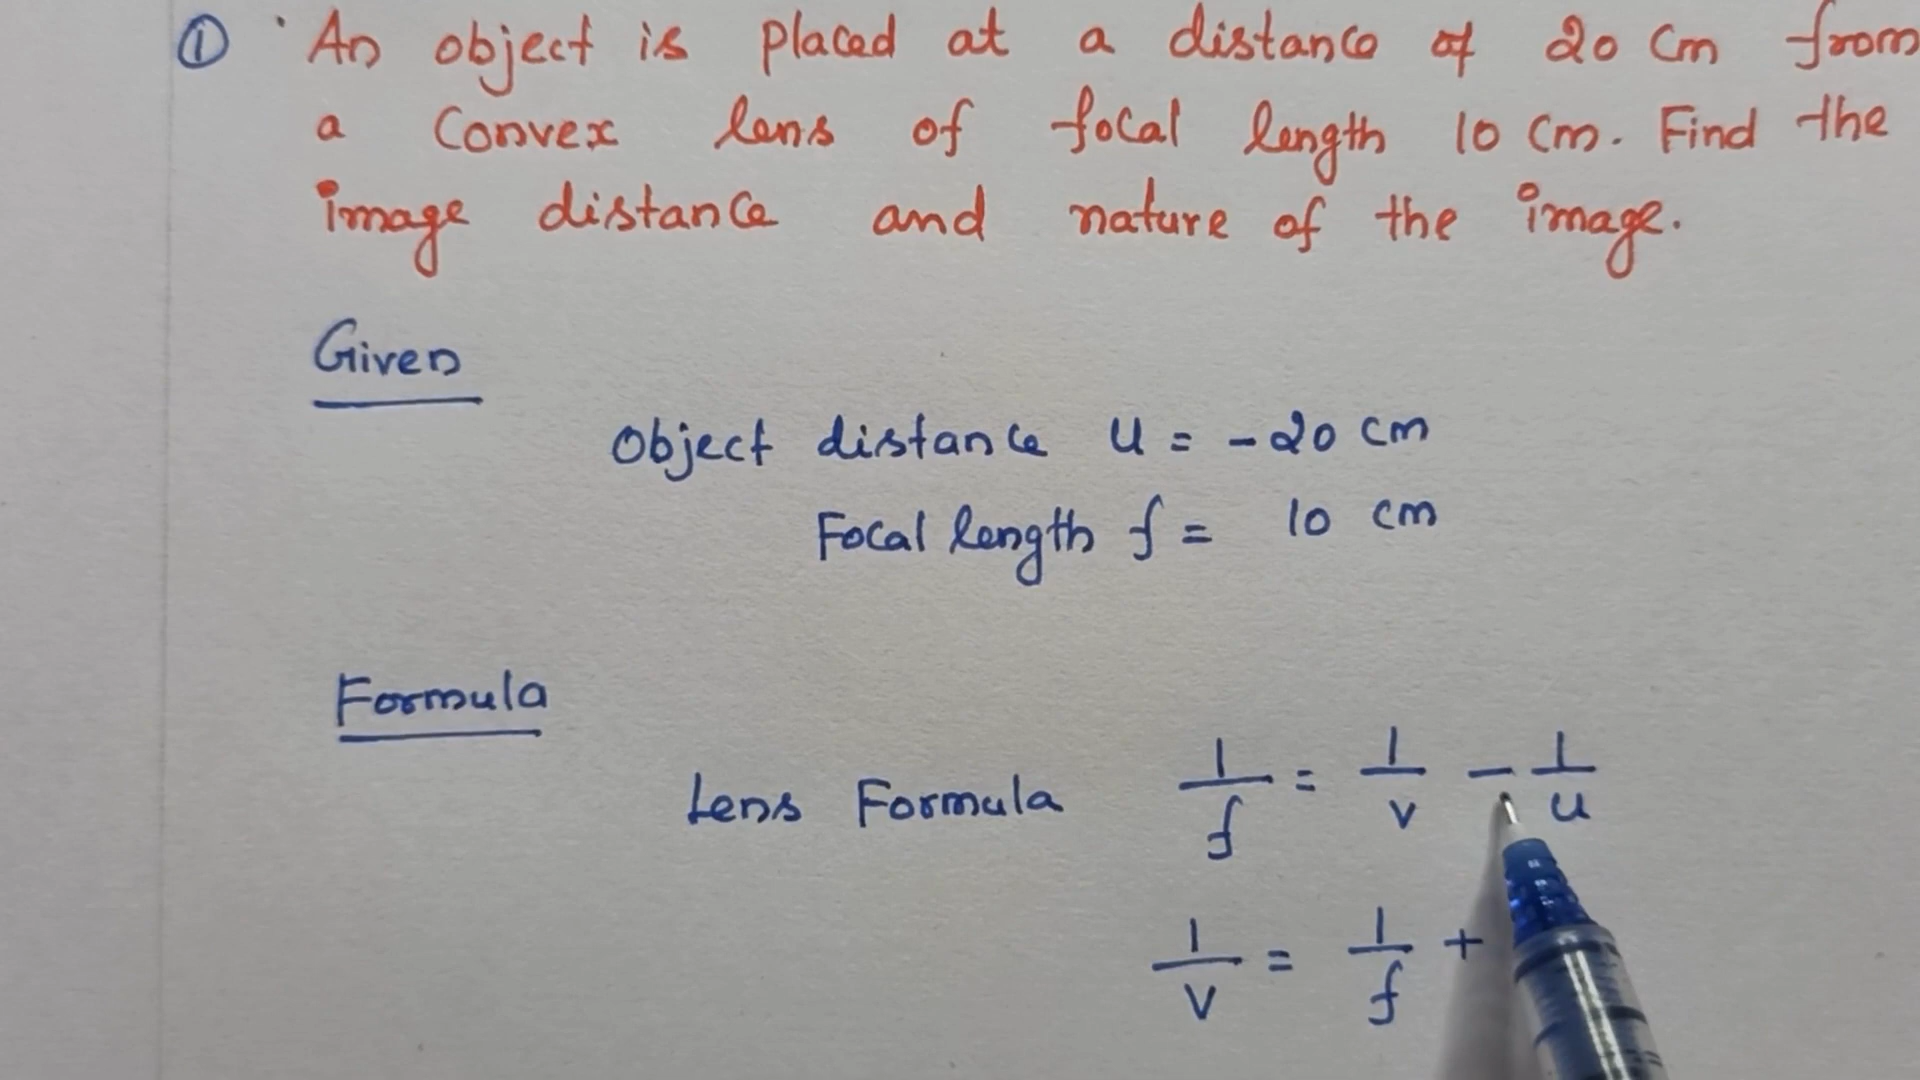 ① An object is placed at a distance of 20 cm from
a Convex lens of focal length 10 cm. Find the
image distance and nature of the image.
Given
Object distance u = -20 cm
Focal length f = 10 cm
Formula
Lens Formula 1/f = 1/v - 1/u
1/v = 1/f +